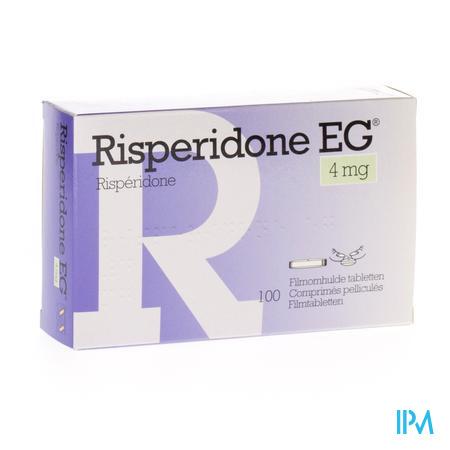 Risperidone EG®
4 mg
Rispéridone
100
Filmomhulde tabletten
Comprimés pelliculés
Filmtabletten
Risperidone EG
R
IPM